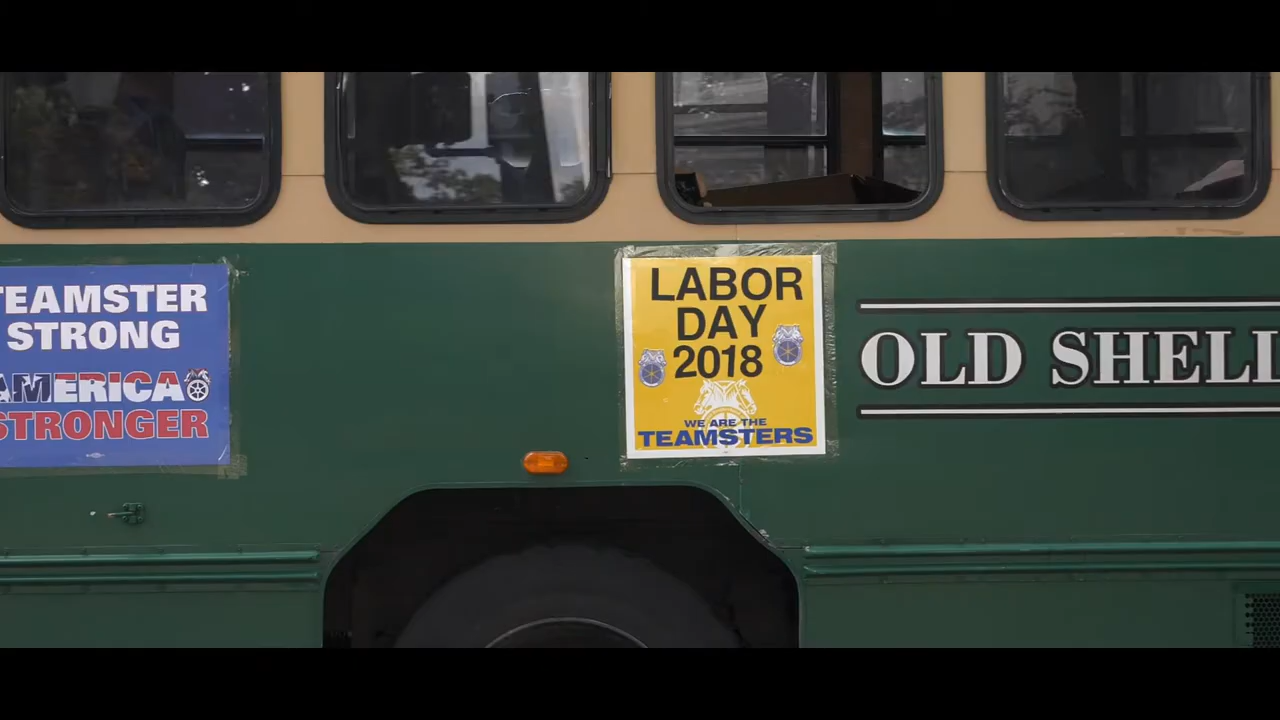 TEAMSTER
STRONG
AMERICA
STRONGER
LABOR
DAY
2018
WE ARE THE
TEAMSTERS
OLD SHELL